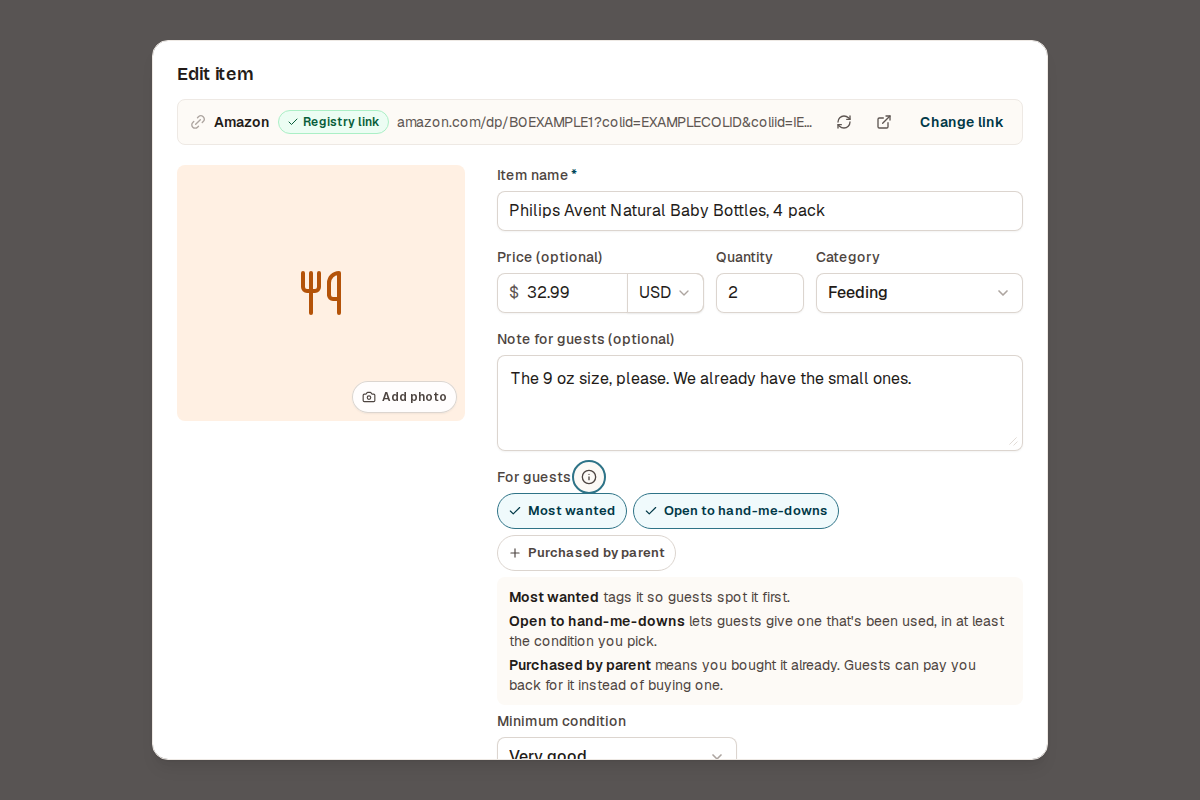 Edit item
Amazon Registry link amazon.com/dp/B0EXAMPLE1?colid=EXAMPLECOLID&coliid=IE... Change link
Add photo
Item name *
Philips Avent Natural Baby Bottles, 4 pack
Price (optional) Quantity Category
$ 32.99 USD 2 Feeding
Note for guests (optional)
The 9 oz size, please. We already have the small ones.
For guests
Most wanted Open to hand-me-downs
Purchased by parent
Most wanted tags it so guests spot it first.
Open to hand-me-downs lets guests give one that's been used, in at least
the condition you pick.
Purchased by parent means you bought it already. Guests can pay you
back for it instead of buying one.
Minimum condition
Very good